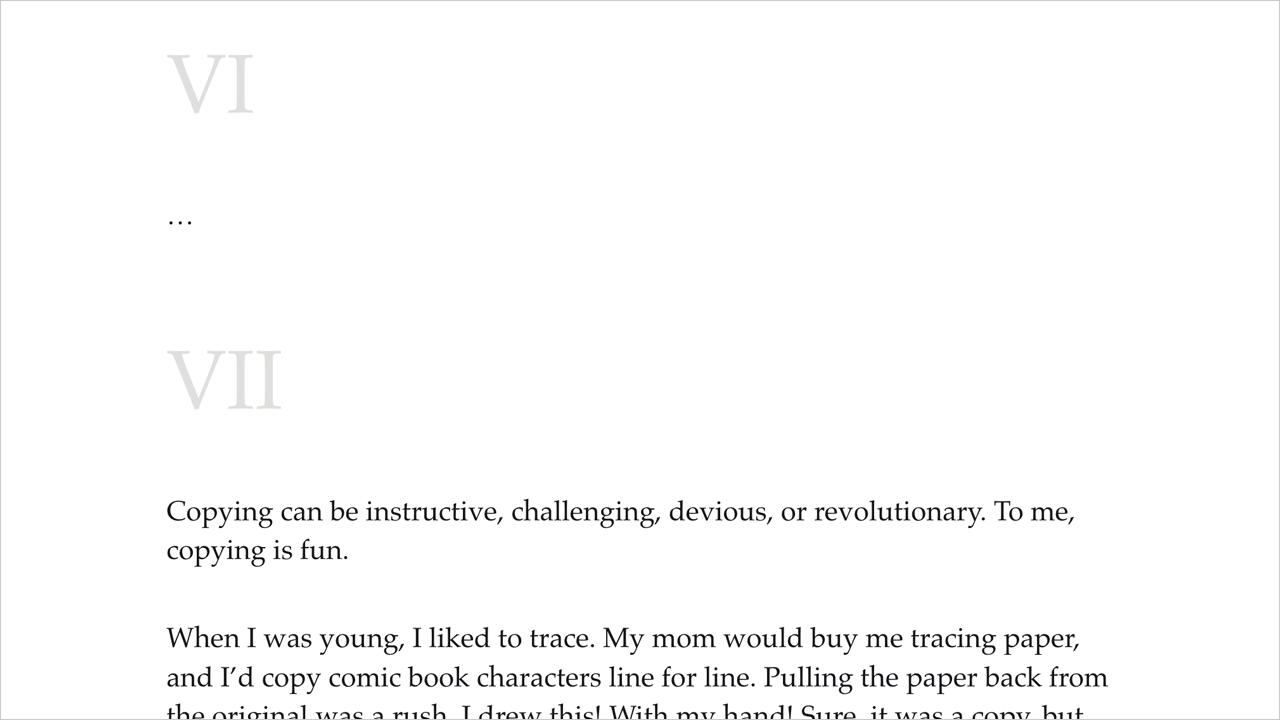 VI
…
VII
Copying can be instructive, challenging, devious, or revolutionary. To me,
copying is fun.
When I was young, I liked to trace. My mom would buy me tracing paper,
and I’d copy comic book characters line for line. Pulling the paper back from
the original was a rush. I drew this! With my hand! Sure, it was a copy, but